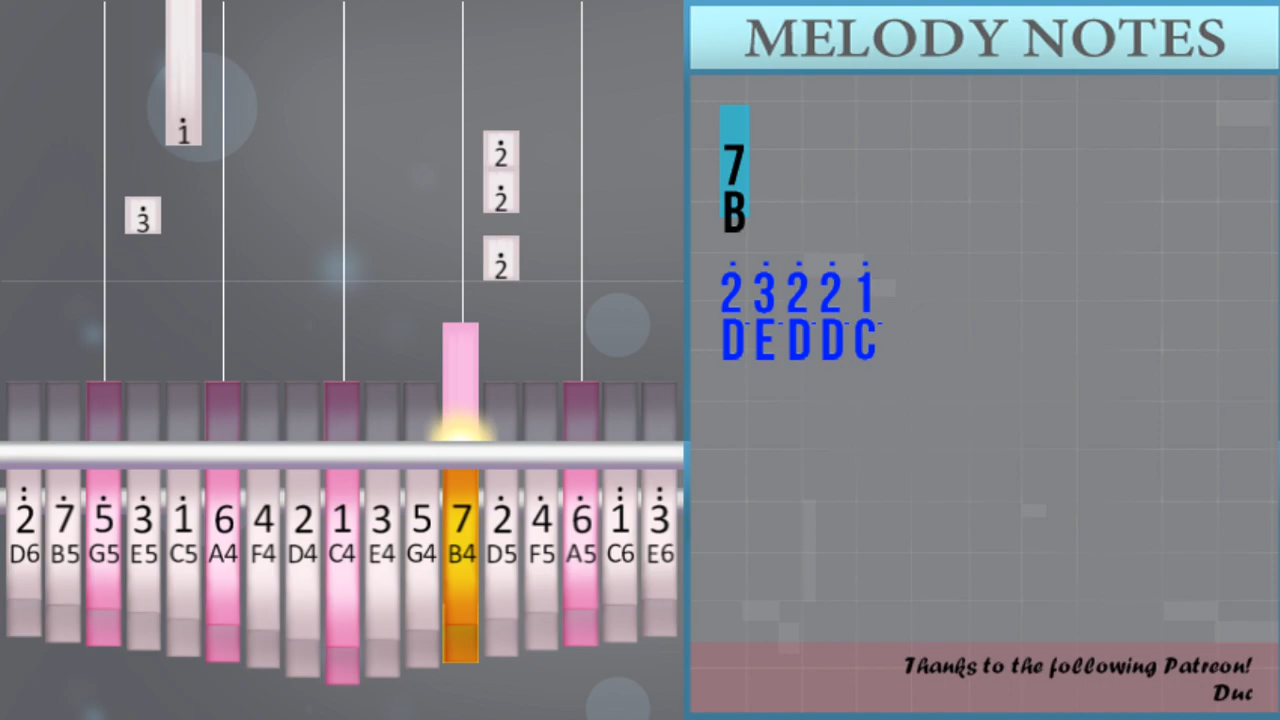 MELODY NOTES
1̇
2̇
2̇
3̇
2̇
7
B
2̇ 3̇ 2̇ 2̇ 1̇
D E D D C
2̈ 7̇ 5̇ 3̇ 1̇ 6 4 2 1 3 5 7 2̇ 4̇ 6̇ 1̈ 3̈
D6 B5 G5 E5 C5 A4 F4 D4 C4 E4 G4 B4 D5 F5 A5 C6 E6
Thanks to the following Patreon!
Duc